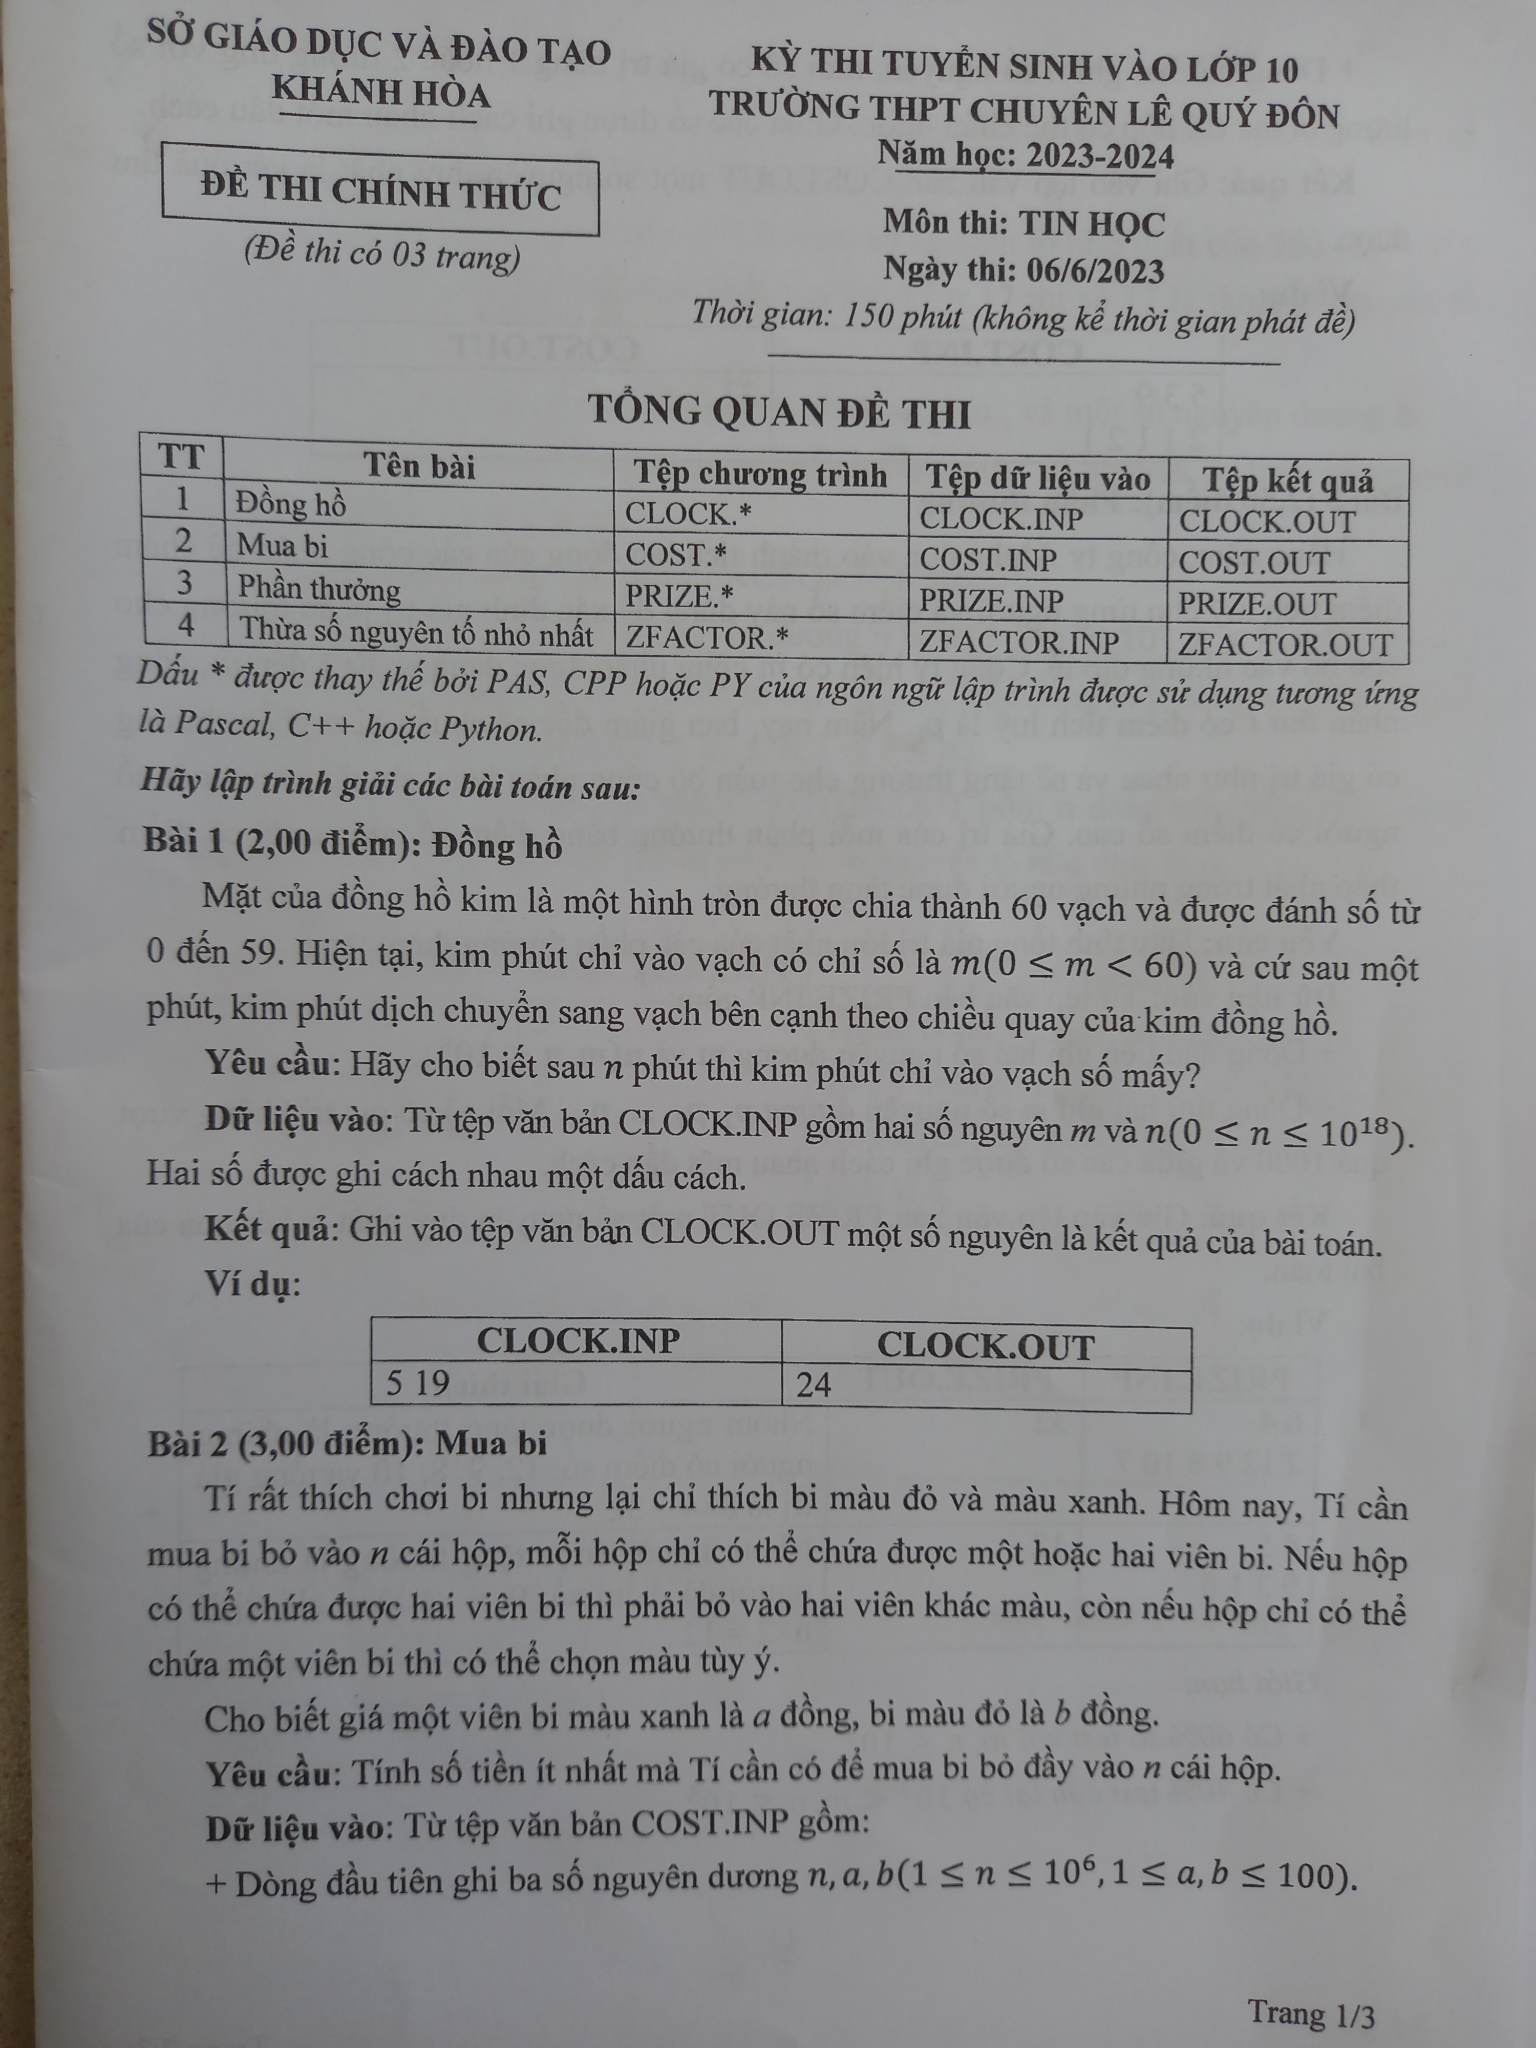 SỞ GIÁO DỤC VÀ ĐÀO TẠO
KHÁNH HÒA
ĐỀ THI CHÍNH THỨC
(Đề thi có 03 trang)
KỲ THI TUYỂN SINH VÀO LỚP 10
TRƯỜNG THPT CHUYÊN LÊ QUÝ ĐÔN
Năm học: 2023-2024
Môn thi: TIN HỌC
Ngày thi: 06/6/2023
Thời gian: 150 phút (không kể thời gian phát đề)
TỔNG QUAN ĐỀ THI
TT Tên bài Tệp chương trình Tệp dữ liệu vào Tệp kết quả
1 Đồng hồ CLOCK.* CLOCK.INP CLOCK.OUT
2 Mua bi COST.* COST.INP COST.OUT
3 Phần thưởng PRIZE.* PRIZE.INP PRIZE.OUT
4 Thừa số nguyên tố nhỏ nhất ZFACTOR.* ZFACTOR.INP ZFACTOR.OUT
Dấu * được thay thế bởi PAS, CPP hoặc PY của ngôn ngữ lập trình được sử dụng tương ứng
là Pascal, C++ hoặc Python.
Hãy lập trình giải các bài toán sau:
Bài 1 (2,00 điểm): Đồng hồ
Mặt của đồng hồ kim là một hình tròn được chia thành 60 vạch và được đánh số từ
0 đến 59. Hiện tại, kim phút chỉ vào vạch có chỉ số là m(0 ≤ m < 60) và cứ sau một
phút, kim phút dịch chuyển sang vạch bên cạnh theo chiều quay của kim đồng hồ.
Yêu cầu: Hãy cho biết sau n phút thì kim phút chỉ vào vạch số mấy?
Dữ liệu vào: Từ tệp văn bản CLOCK.INP gồm hai số nguyên m và n(0 ≤ n ≤ 10¹⁸).
Hai số được ghi cách nhau một dấu cách.
Kết quả: Ghi vào tệp văn bản CLOCK.OUT một số nguyên là kết quả của bài toán.
Ví dụ:
CLOCK.INP CLOCK.OUT
5 19 24
Bài 2 (3,00 điểm): Mua bi
Tí rất thích chơi bi nhưng lại chỉ thích bi màu đỏ và màu xanh. Hôm nay, Tí cần
mua bi bỏ vào n cái hộp, mỗi hộp chỉ có thể chứa được một hoặc hai viên bi. Nếu hộp
có thể chứa được hai viên bi thì phải bỏ vào hai viên khác màu, còn nếu hộp chỉ có thể
chứa một viên bi thì có thể chọn màu tùy ý.
Cho biết giá một viên bi màu xanh là a đồng, bi màu đỏ là b đồng.
Yêu cầu: Tính số tiền ít nhất mà Tí cần có để mua bi bỏ đầy vào n cái hộp.
Dữ liệu vào: Từ tệp văn bản COST.INP gồm:
+ Dòng đầu tiên ghi ba số nguyên dương n, a, b(1 ≤ n ≤ 10⁶, 1 ≤ a, b ≤ 100).
Trang 1/3